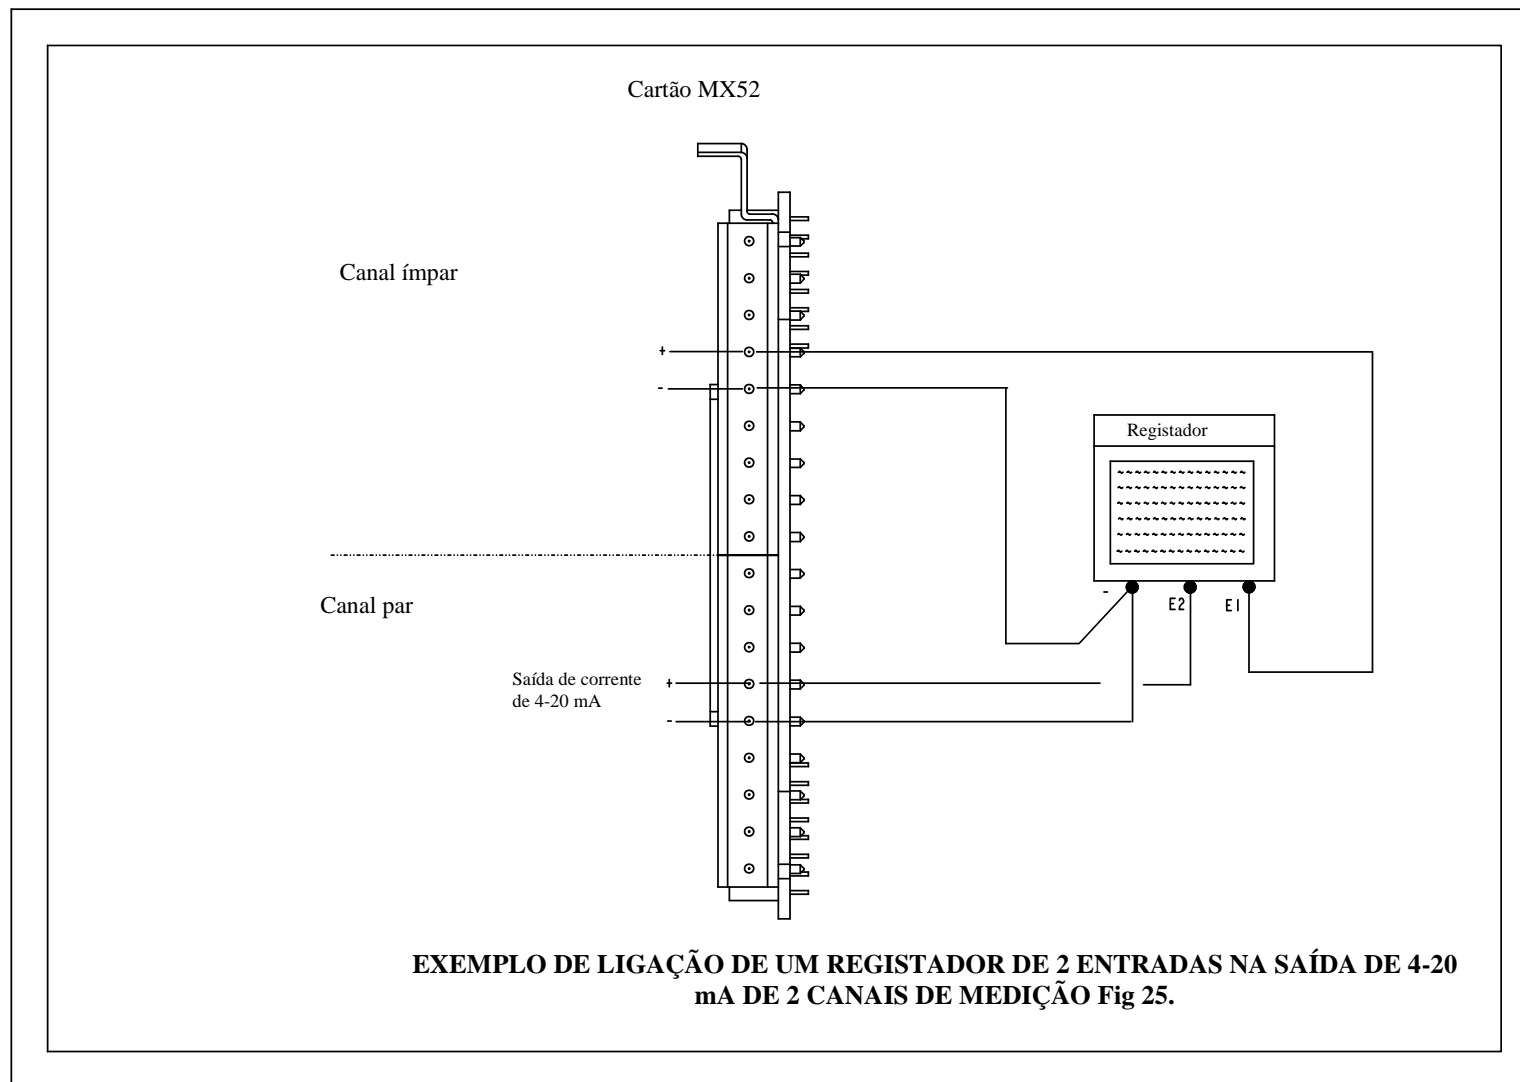 Cartão MX52
Canal ímpar
+
-
Registador
- E2 E1
Canal par
Saída de corrente
de 4-20 mA
+
-
EXEMPLO DE LIGAÇÃO DE UM REGISTADOR DE 2 ENTRADAS NA SAÍDA DE 4-20
mA DE 2 CANAIS DE MEDIÇÃO Fig 25.